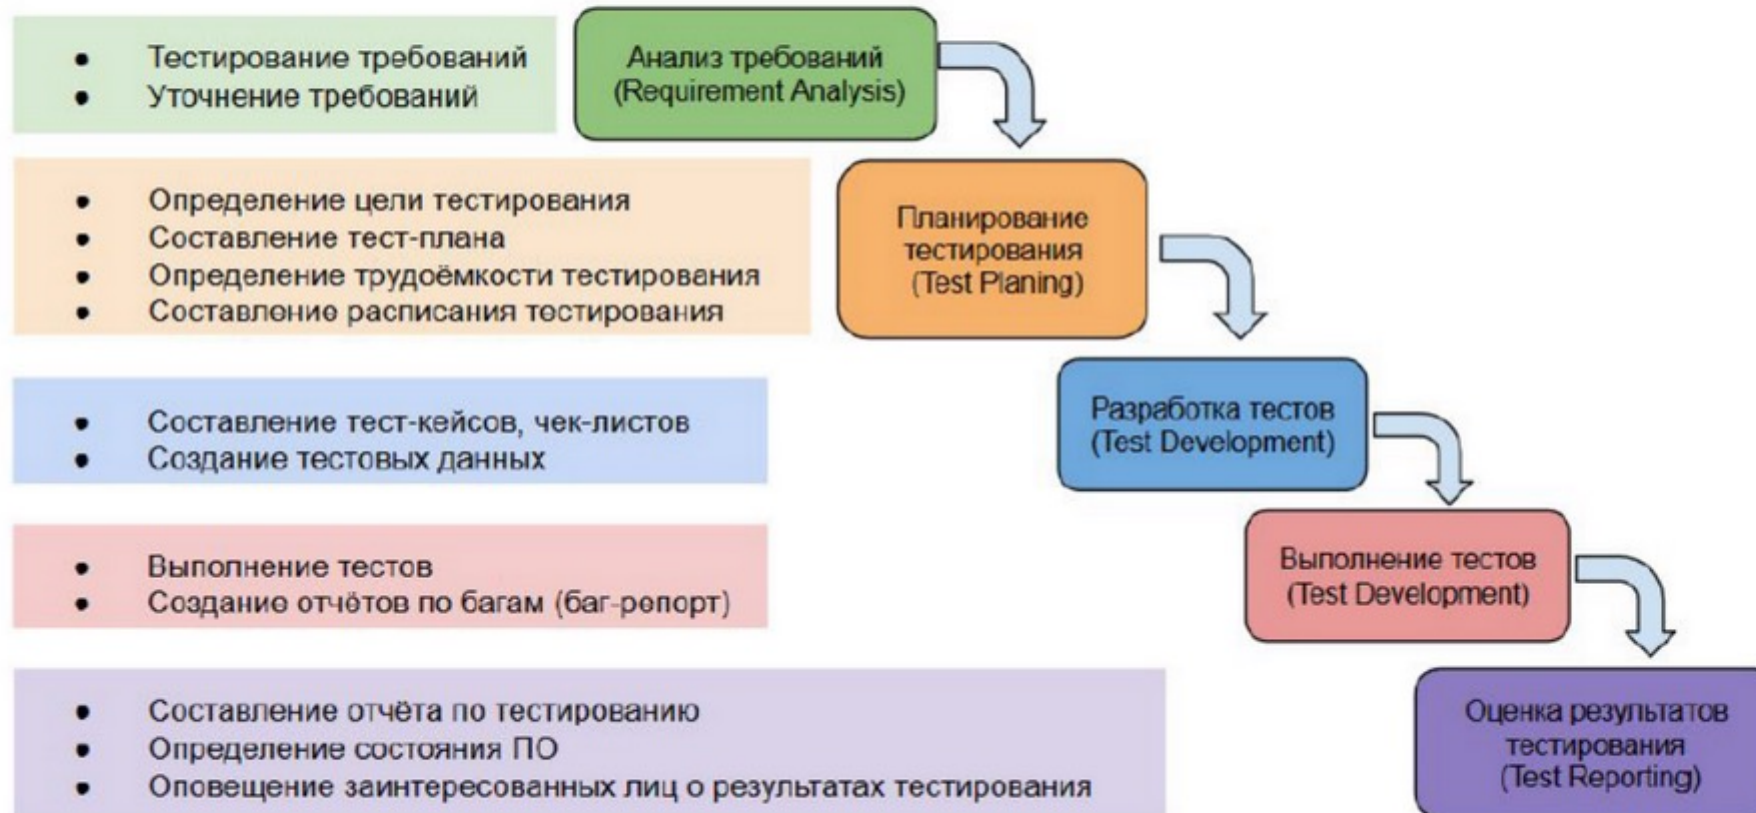 Тестирование требований
Уточнение требований
Анализ требований
(Requirement Analysis)
Определение цели тестирования
Составление тест-плана
Определение трудоёмкости тестирования
Составление расписания тестирования
Планирование
тестирования
(Test Planing)
Составление тест-кейсов, чек-листов
Создание тестовых данных
Разработка тестов
(Test Development)
Выполнение тестов
Создание отчётов по багам (баг-репорт)
Выполнение тестов
(Test Development)
Составление отчёта по тестированию
Определение состояния ПО
Оповещение заинтересованных лиц о результатах тестирования
Оценка результатов
тестирования
(Test Reporting)